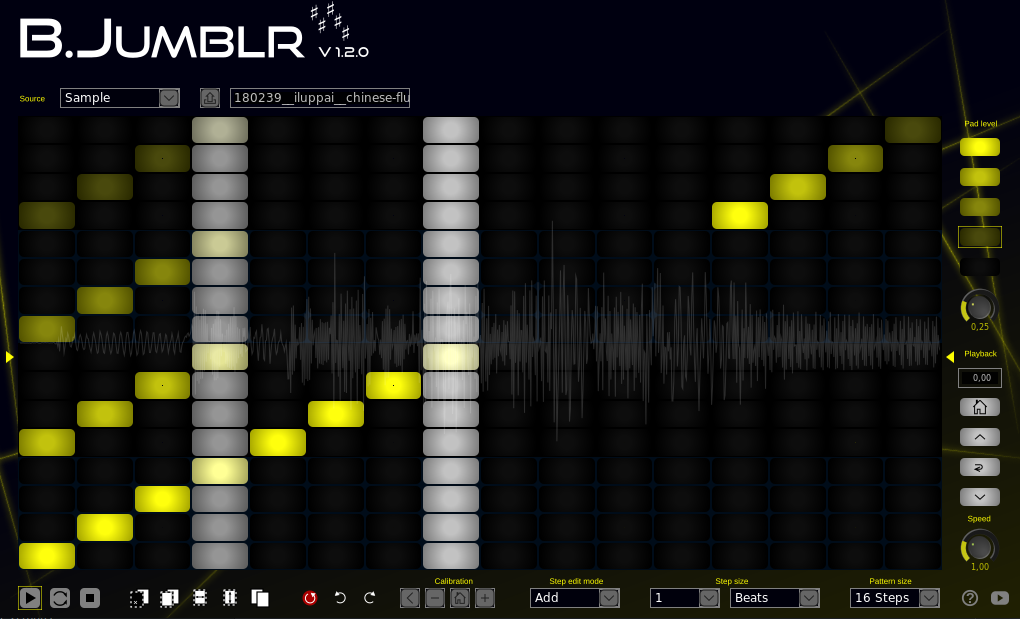 B.JUMBLR
V 1.2.0
Source
Sample
180239__iluppai__chinese-flu
Pad level
0,25
Playback
0,00
Speed
1,00
Calibration
Step edit mode
Step size
Pattern size
Add
1
Beats
16 Steps